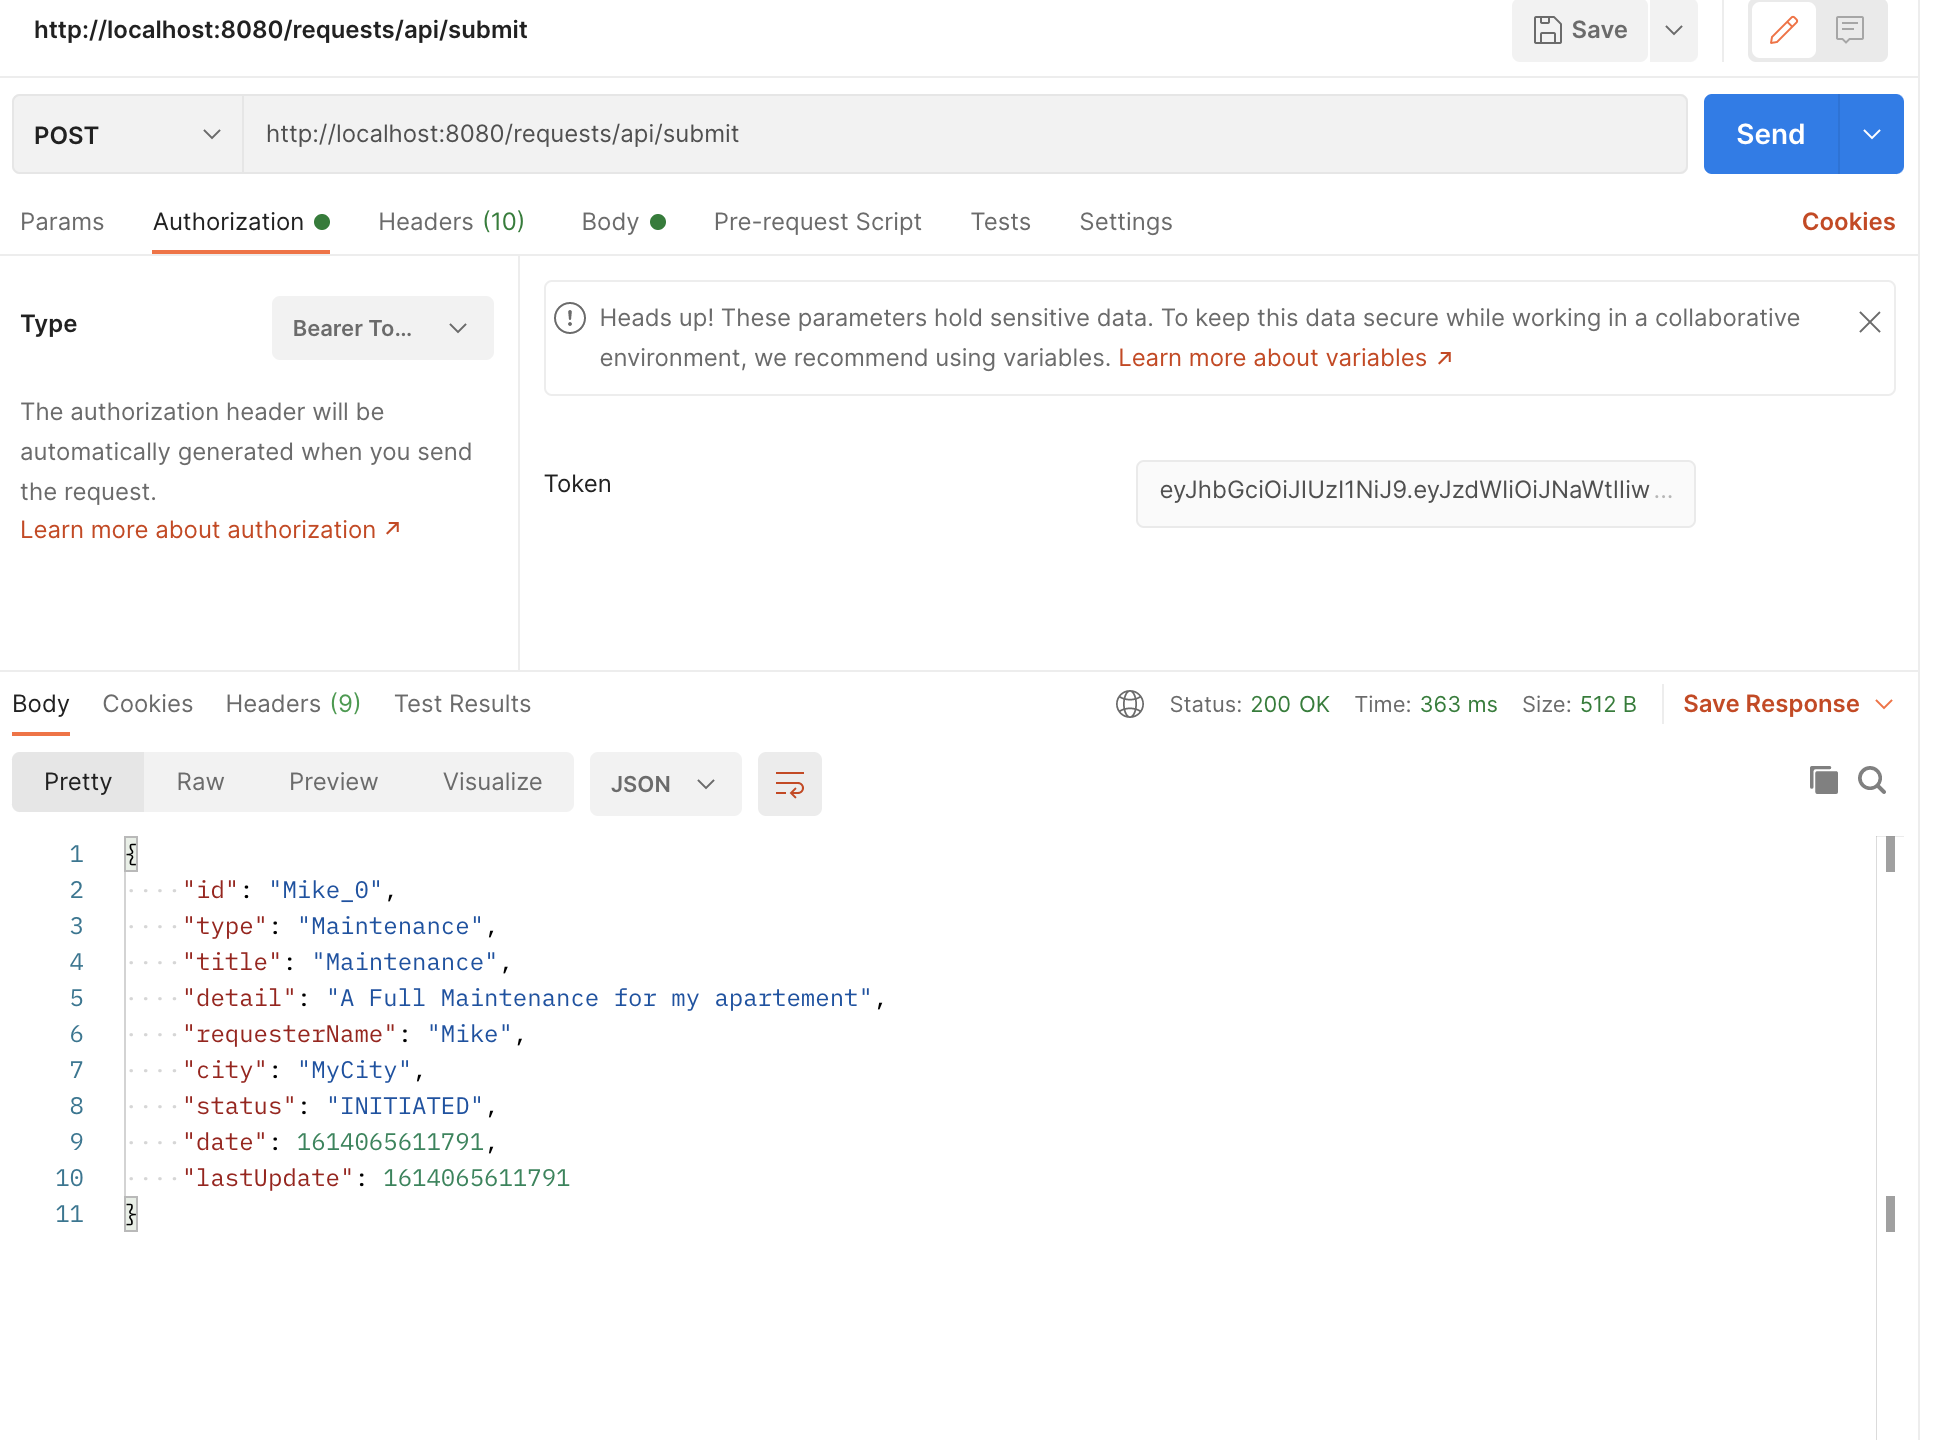 http://localhost:8080/requests/api/submit
Save
POST
http://localhost:8080/requests/api/submit
Send
Params Authorization Headers (10) Body Pre-request Script Tests Settings Cookies
Type
Bearer To...
The authorization header will be
automatically generated when you send
the request.
Learn more about authorization ↗
Heads up! These parameters hold sensitive data. To keep this data secure while working in a collaborative
environment, we recommend using variables. Learn more about variables ↗
Token
eyJhbGciOiJIUzI1NiJ9.eyJzdWIiOiJNaWtlIiw ...
Body Cookies Headers (9) Test Results
Status: 200 OK Time: 363 ms Size: 512 B Save Response
Pretty Raw Preview Visualize JSON
1 {
2 "id": "Mike_0",
3 "type": "Maintenance",
4 "title": "Maintenance",
5 "detail": "A Full Maintenance for my apartement",
6 "requesterName": "Mike",
7 "city": "MyCity",
8 "status": "INITIATED",
9 "date": 1614065611791,
10 "lastUpdate": 1614065611791
11 }